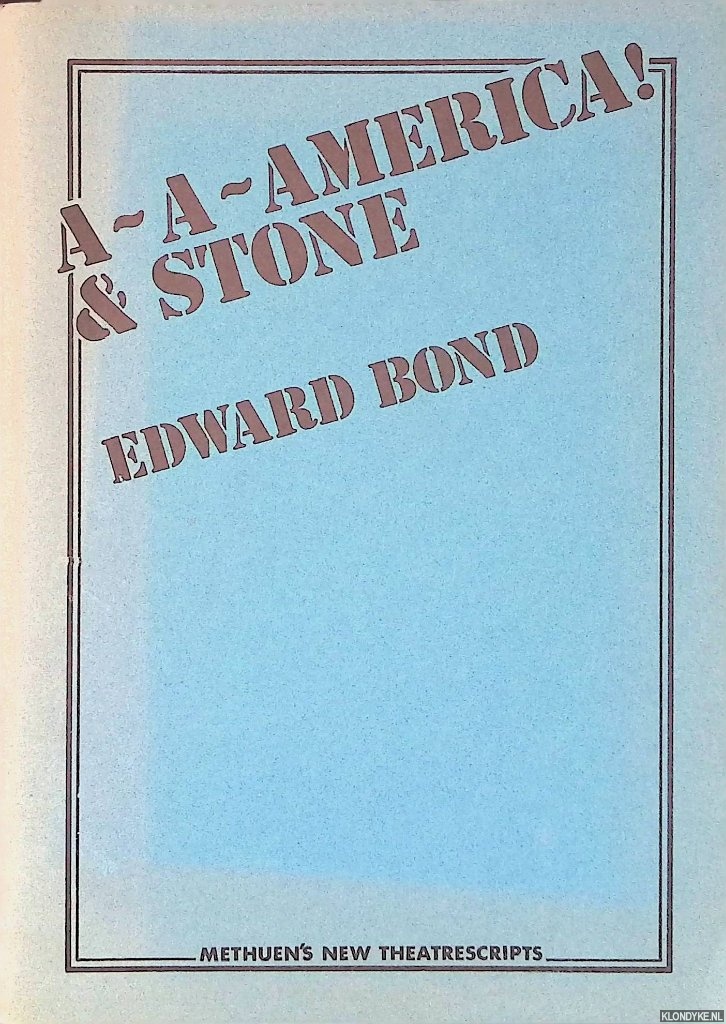 A~A~AMERICA!
& STONE
EDWARD BOND
METHUEN'S NEW THEATRESCRIPTS
KLONDYKE.NL